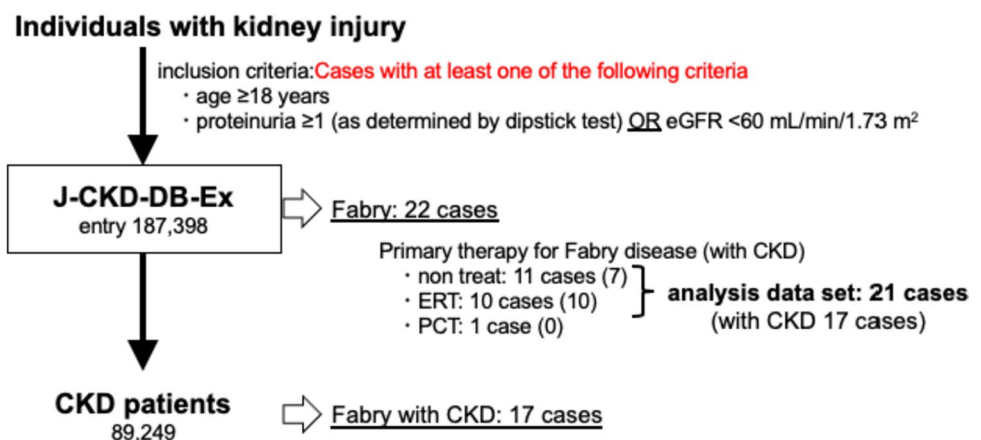 Individuals with kidney injury
inclusion criteria:Cases with at least one of the following criteria
・age ≥18 years
・proteinuria ≥1 (as determined by dipstick test) OR eGFR <60 mL/min/1.73 m²
J-CKD-DB-Ex
entry 187,398
Fabry: 22 cases
Primary therapy for Fabry disease (with CKD)
・non treat: 11 cases (7)
・ERT: 10 cases (10)
・PCT: 1 case (0)
analysis data set: 21 cases
(with CKD 17 cases)
CKD patients
89,249
Fabry with CKD: 17 cases